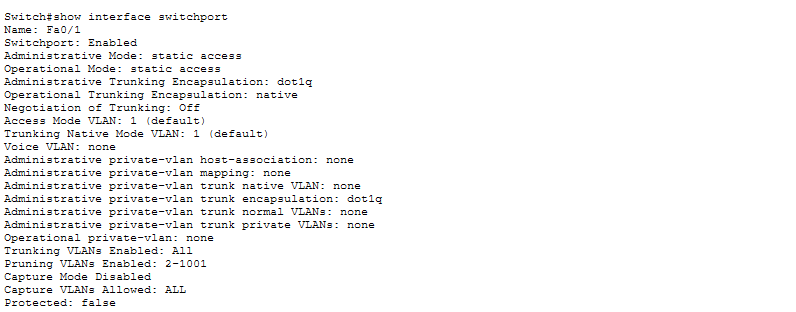 Switch#show interface switchport
Name: Fa0/1
Switchport: Enabled
Administrative Mode: static access
Operational Mode: static access
Administrative Trunking Encapsulation: dot1q
Operational Trunking Encapsulation: native
Negotiation of Trunking: Off
Access Mode VLAN: 1 (default)
Trunking Native Mode VLAN: 1 (default)
Voice VLAN: none
Administrative private-vlan host-association: none
Administrative private-vlan mapping: none
Administrative private-vlan trunk native VLAN: none
Administrative private-vlan trunk encapsulation: dot1q
Administrative private-vlan trunk normal VLANs: none
Administrative private-vlan trunk private VLANs: none
Operational private-vlan: none
Trunking VLANs Enabled: All
Pruning VLANs Enabled: 2-1001
Capture Mode Disabled
Capture VLANs Allowed: ALL
Protected: false